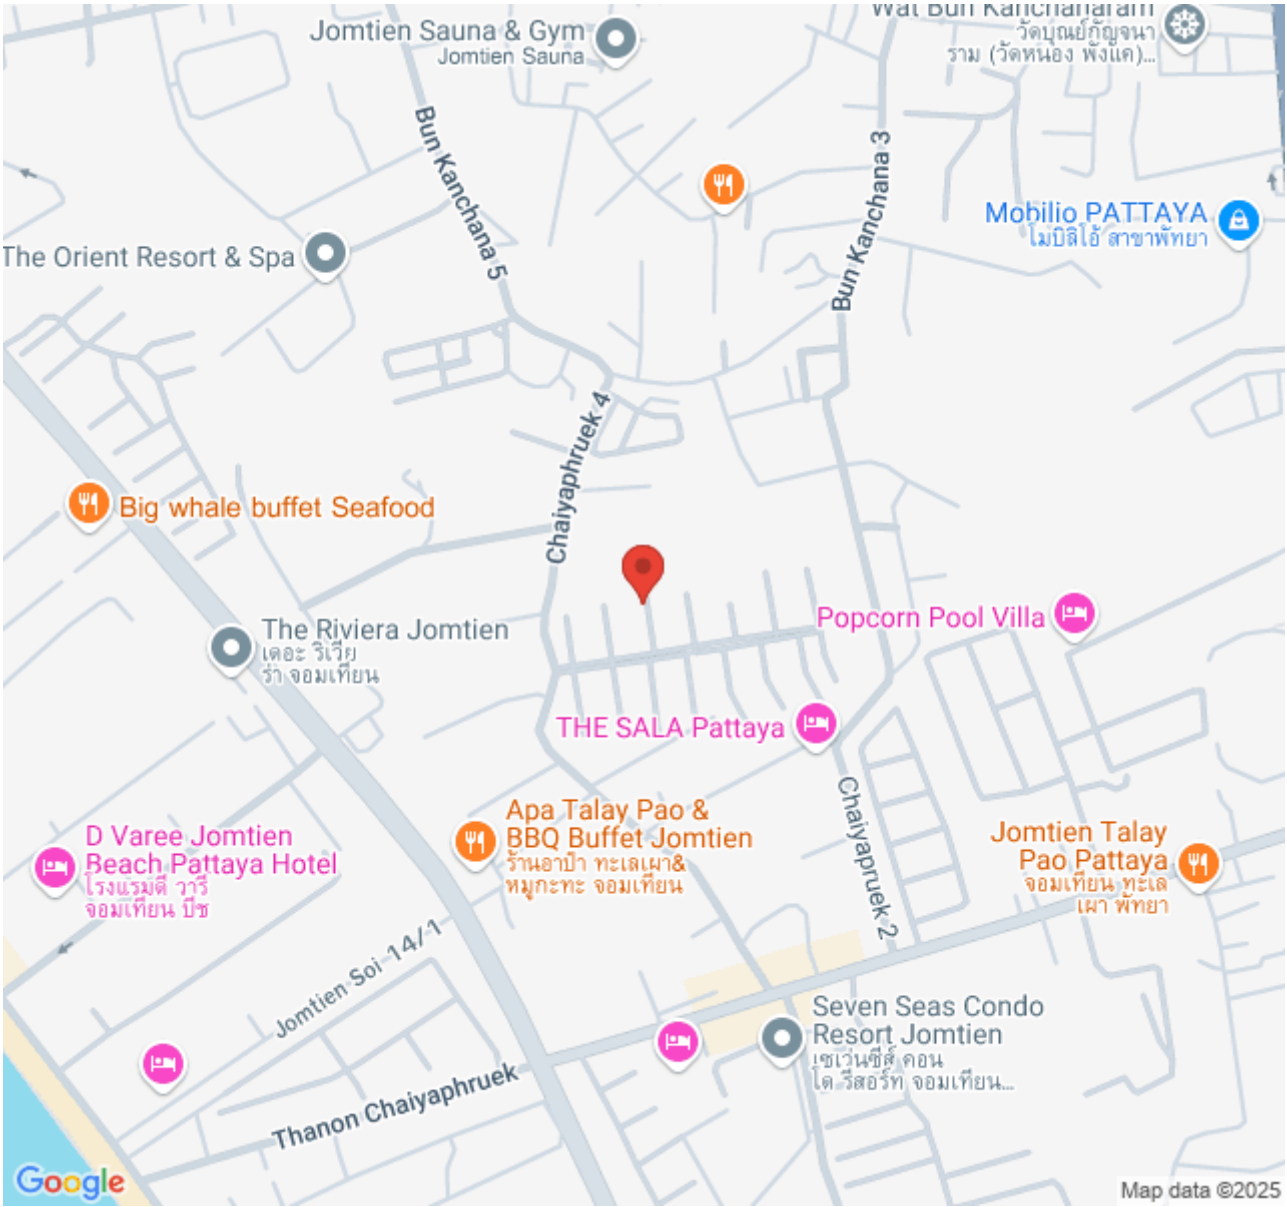 Jomtien Sauna & Gym
Jomtien Sauna
Wat Bun Kanchanaram
วัดบุณย์กัญจนา
ราม (วัดหนอง พังแค)...
Bun Kanchana 5
Bun Kanchana 3
Mobilio PATTAYA
โมบิลิโอ้ สาขาพัทยา
The Orient Resort & Spa
Chaiyaphruek 4
Big whale buffet Seafood
The Riviera Jomtien
เดอะ ริเวีย
ร่า จอมเทียน
Popcorn Pool Villa
THE SALA Pattaya
Chaiyapruek 2
Apa Talay Pao &
BBQ Buffet Jomtien
ร้านอาป๋า ทะเลเผา&
หมูกะทะ จอมเทียน
D Varee Jomtien
Beach Pattaya Hotel
โรงแรมดี วารี
จอมเทียน บีช
Jomtien Talay
Pao Pattaya
จอมเทียน ทะเล
เผา พัทยา
Jomtien Soi 14/1
Seven Seas Condo
Resort Jomtien
เซเว่นซีส์ คอน
โด รีสอร์ท จอมเทียน...
Thanon Chaiyaphruek
Google
Map data ©2025